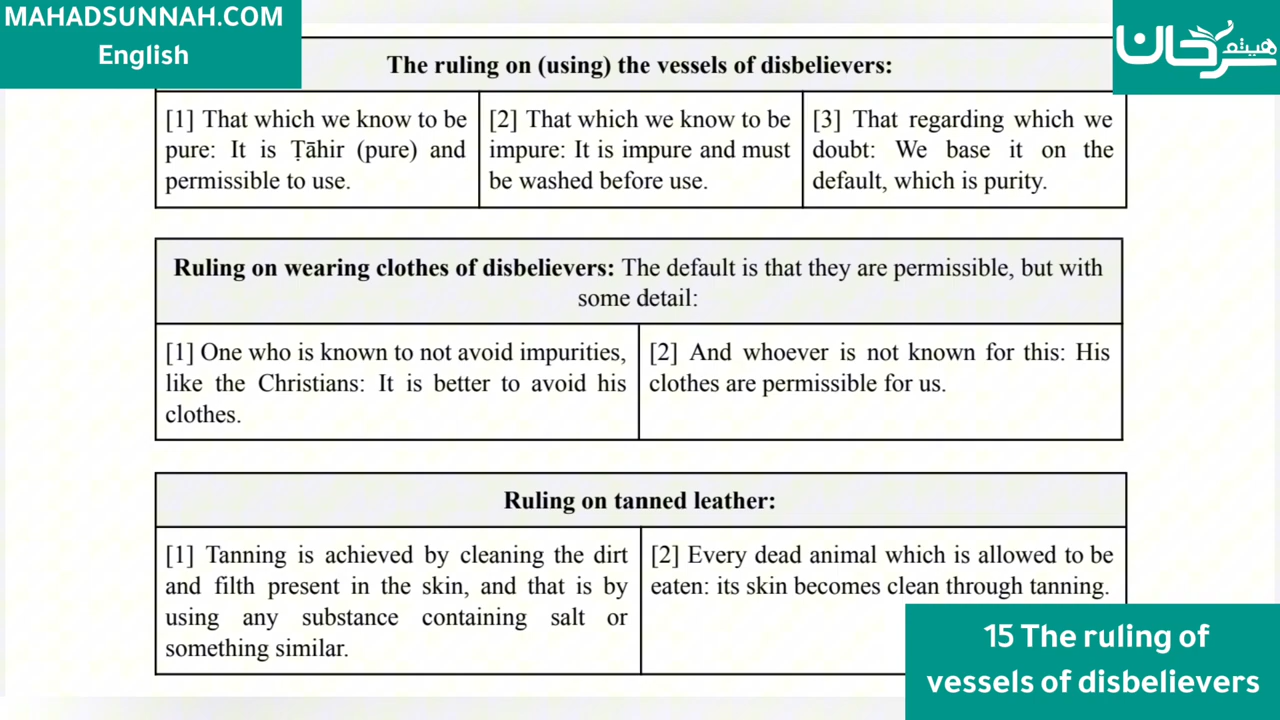 MAHADSUNNAH.COM
English
هيثم
سرحان
The ruling on (using) the vessels of disbelievers:
[1] That which we know to be
pure: It is Ṭāhir (pure) and
permissible to use.
[2] That which we know to be
impure: It is impure and must
be washed before use.
[3] That regarding which we
doubt: We base it on the
default, which is purity.
Ruling on wearing clothes of disbelievers: The default is that they are permissible, but with
some detail:
[1] One who is known to not avoid impurities,
like the Christians: It is better to avoid his
clothes.
[2] And whoever is not known for this: His
clothes are permissible for us.
Ruling on tanned leather:
[1] Tanning is achieved by cleaning the dirt
and filth present in the skin, and that is by
using any substance containing salt or
something similar.
[2] Every dead animal which is allowed to be
eaten: its skin becomes clean through tanning.
15 The ruling of
vessels of disbelievers